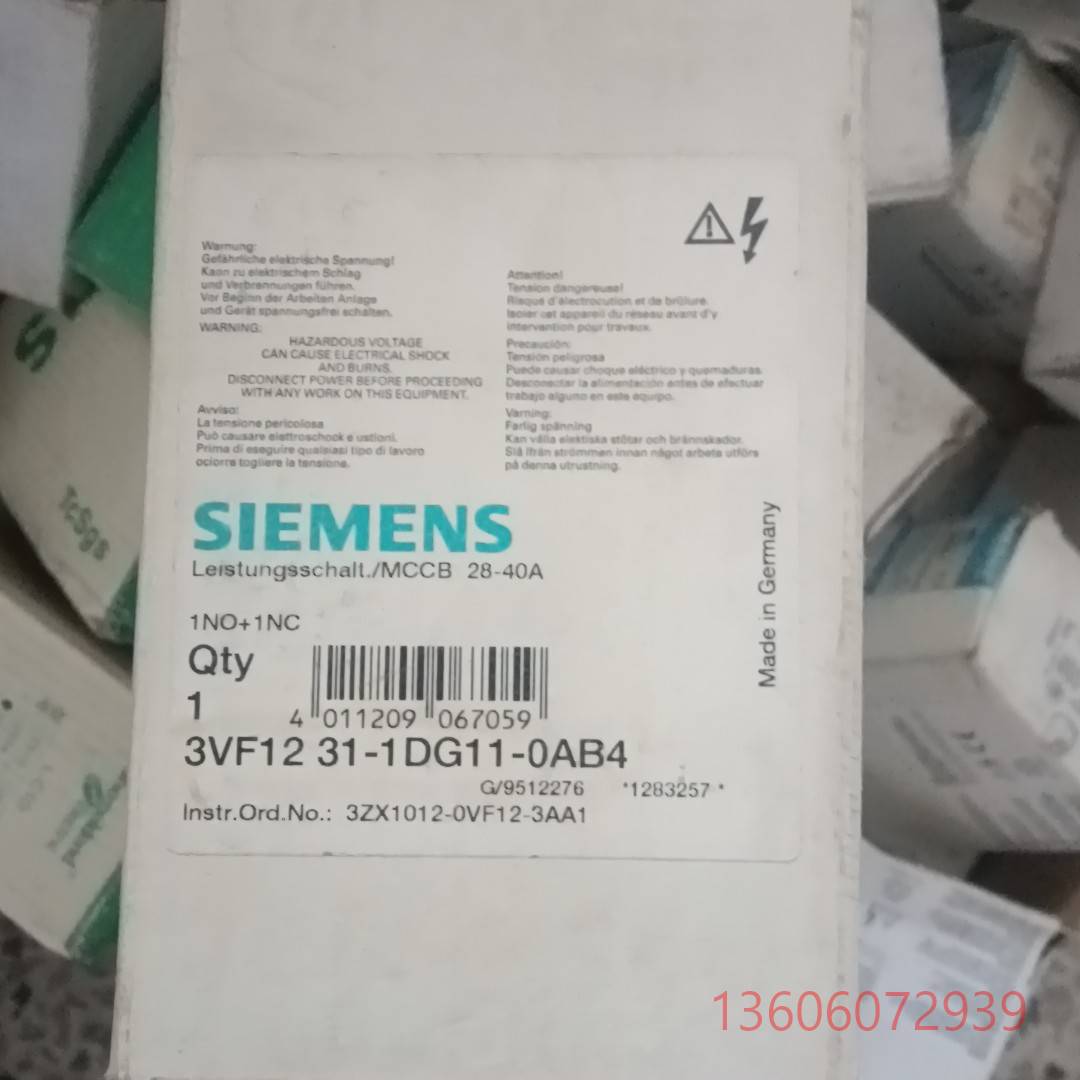 Warnung:
Gefährliche elektrische Spannung!
Kann zu elektrischem Schlag
und Verbrennungen führen.
Vor Beginn der Arbeiten Anlage
und Gerät spannungsfrei schalten.
WARNING:
HAZARDOUS VOLTAGE
CAN CAUSE ELECTRICAL SHOCK
AND BURNS.
DISCONNECT POWER BEFORE PROCEEDING
WITH ANY WORK ON THIS EQUIPMENT.
Avviso:
La tensione pericolosa
Può causare elettroschock e ustioni.
Prima di eseguire qualsiasi tipo di lavoro
ociorre togliere la tensione.
Attention!
Tension dangereuse!
Risque d'électrocution et de brûlure.
Isoler cet appareil du réseau avant d'y
intervention pour travaux.
Precaución:
Tensión peligrosa
Puede causar choque eléctrico y quemaduras.
Desconectar la alimentación antes de efectuar
trabajo alguno en este equipo.
Varning:
Farlig spänning
Kan välla elektiska stötar och brännskador.
Slå ifrån strömmen innan något arbete utförs
på denna utrustning.
SIEMENS
Leistungsschalt./MCCB 28-40A
1NO+1NC
Qty
1
4 011209 067059
3VF12 31-1DG11-0AB4
G/9512276 *1283257*
Instr.Ord.No.: 3ZX1012-0VF12-3AA1
Made in Germany
TcSgs
13606072939